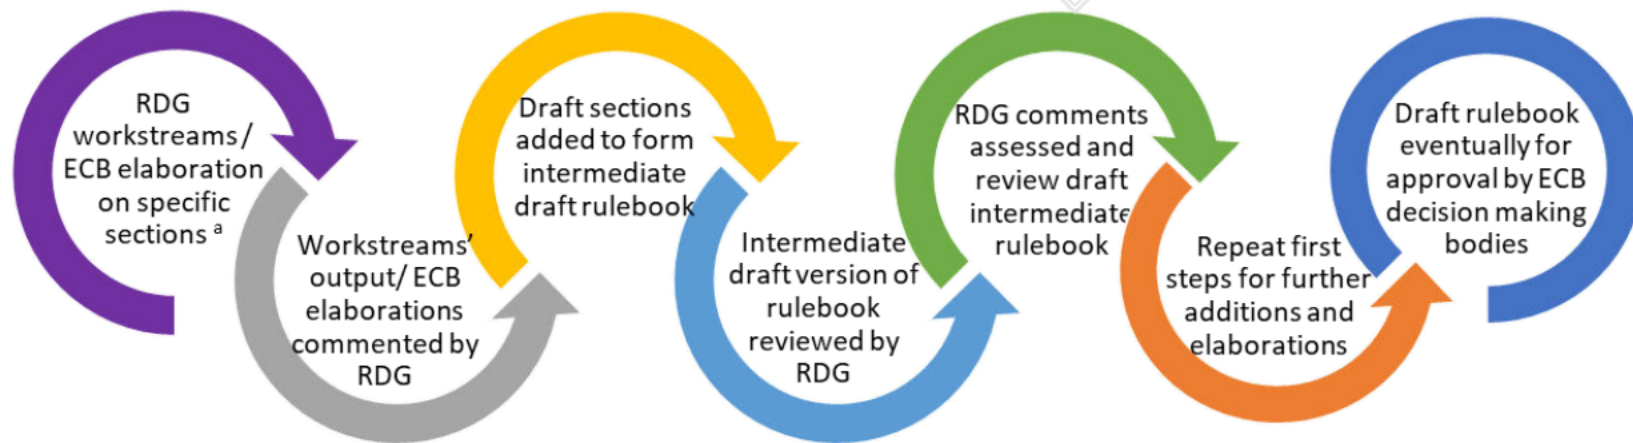 RDG
workstreams /
ECB elaboration
on specific
sections ᵃ
Workstreams'
output/ ECB
elaborations
commented by
RDG
Draft sections
added to form
intermediate
draft rulebook
Intermediate
draft version of
rulebook
reviewed by
RDG
RDG comments
assessed and
review draft
intermediate
rulebook
Repeat first
steps for further
additions and
elaborations
Draft rulebook
eventually for
approval by ECB
decision making
bodies